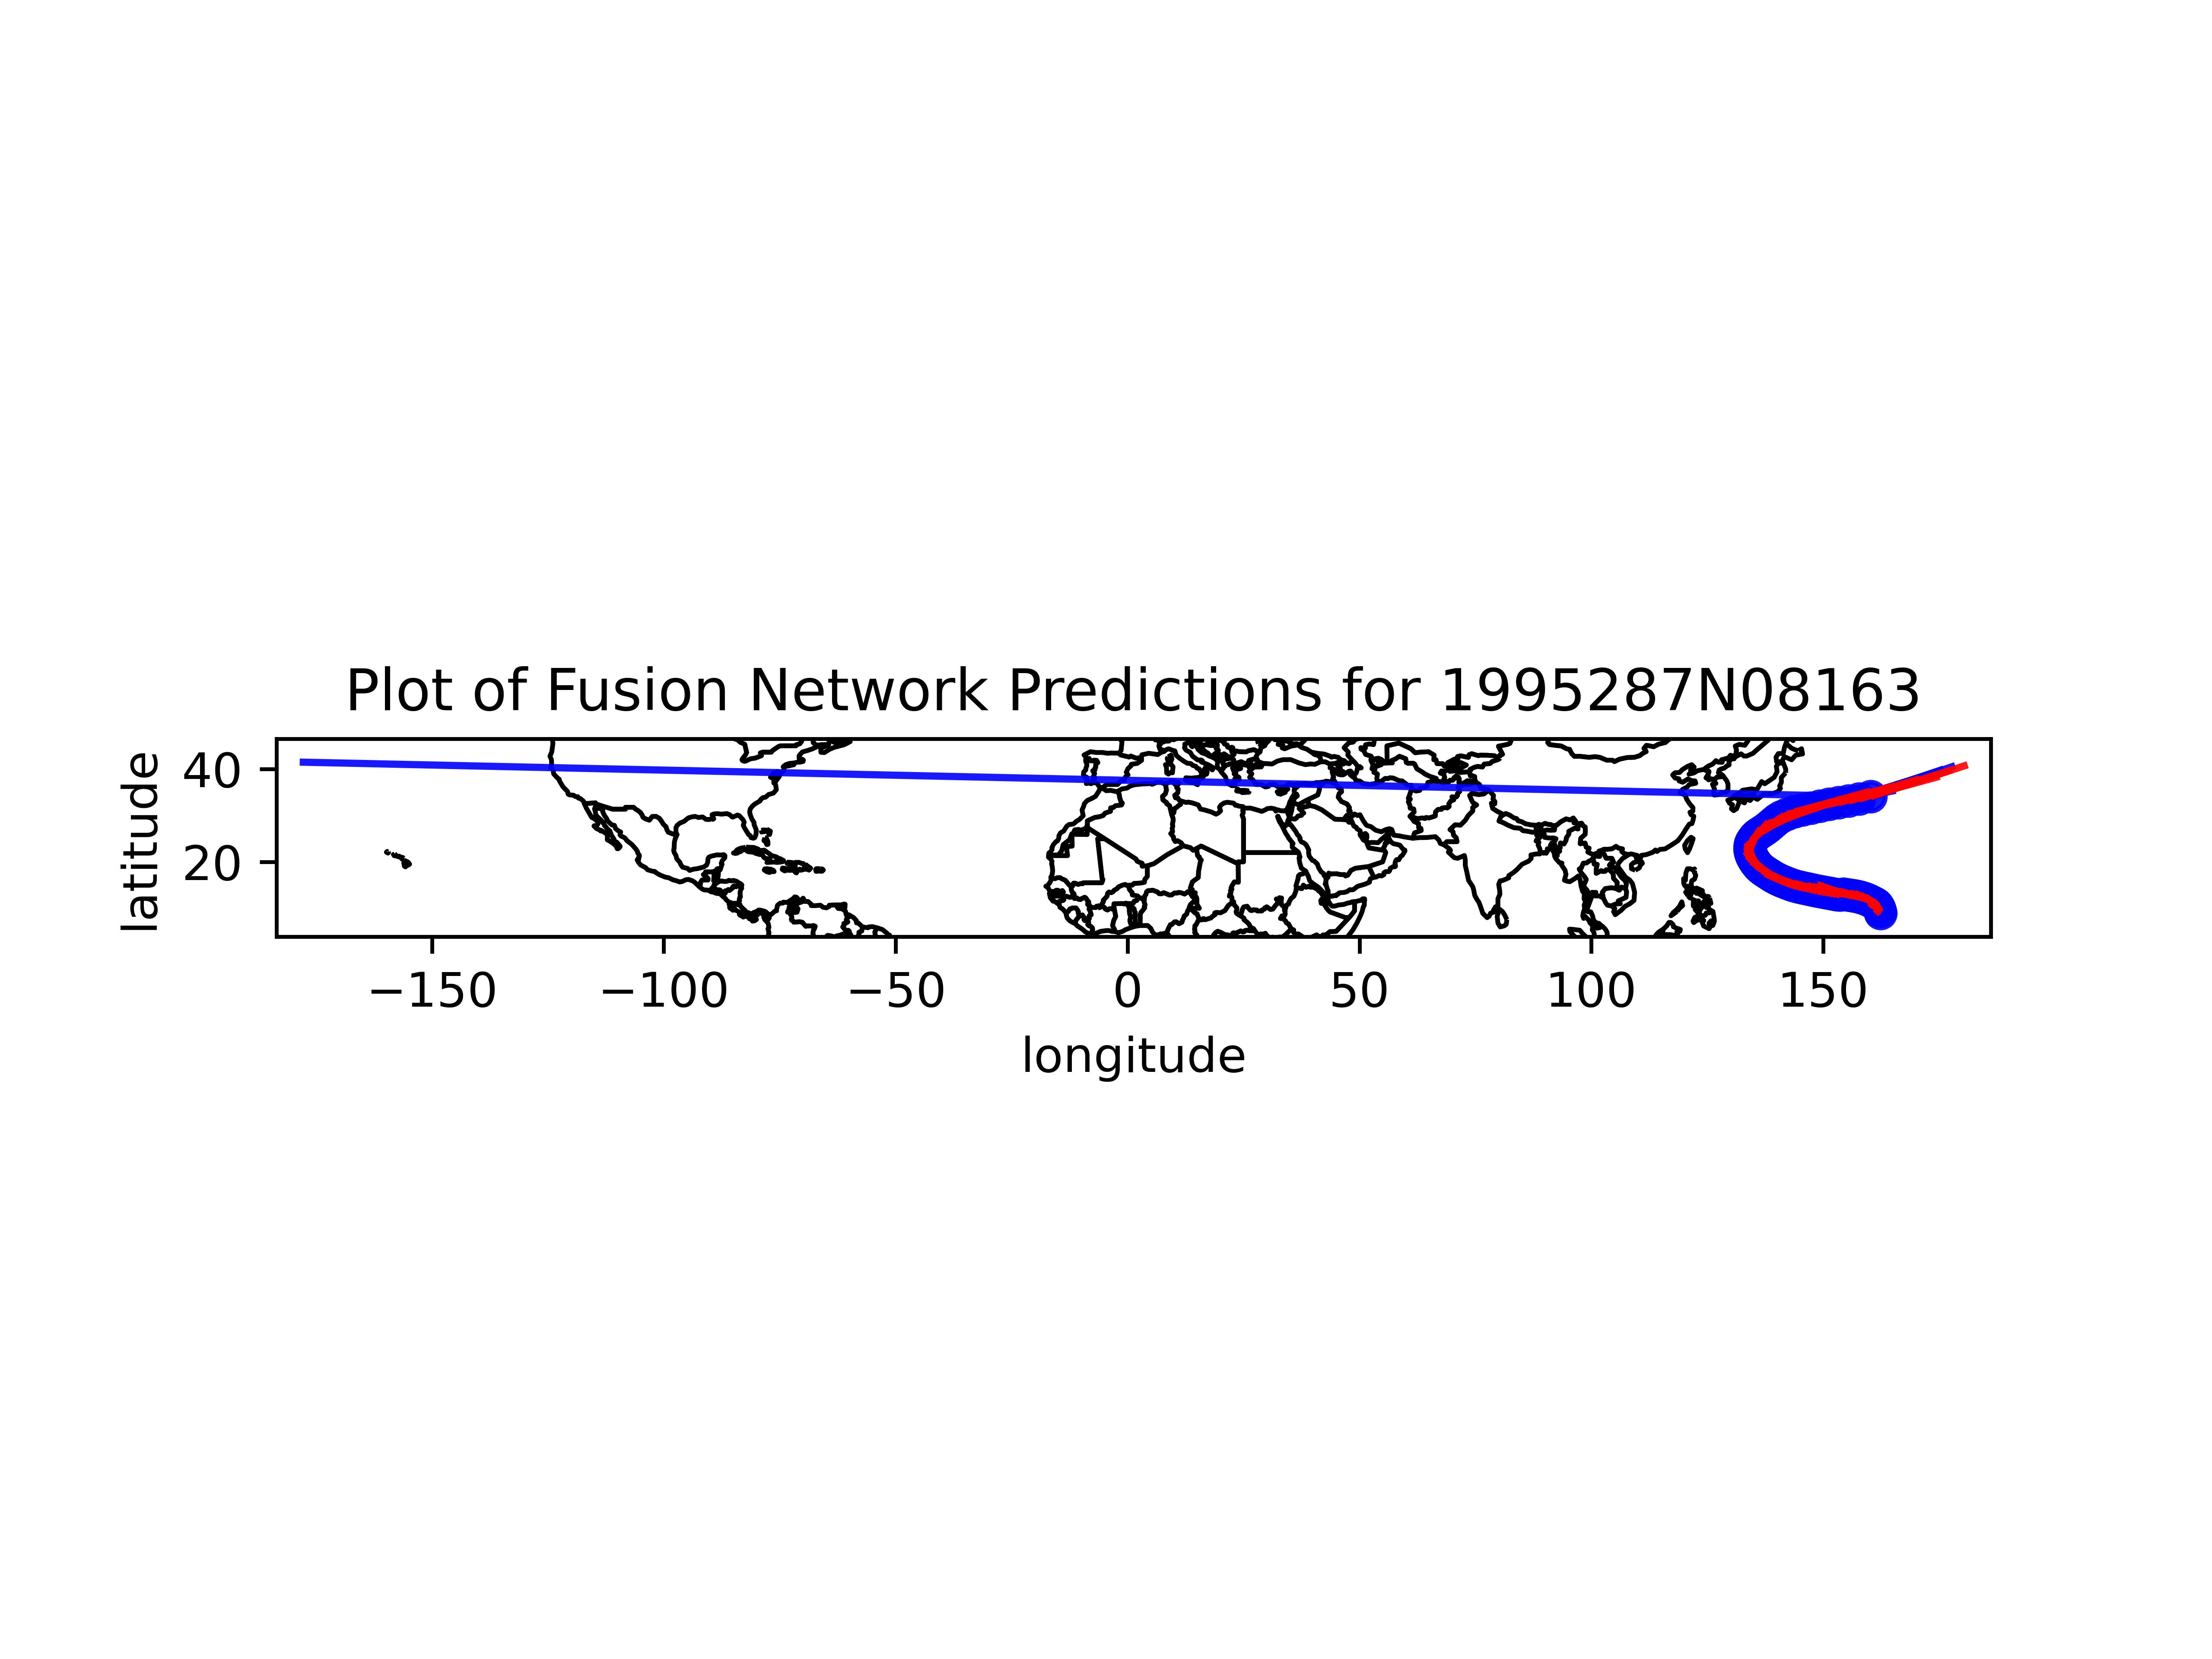 Plot of Fusion Network Predictions for 1995287N08163
40
20
latitude
−150 −100 −50 0 50 100 150
longitude